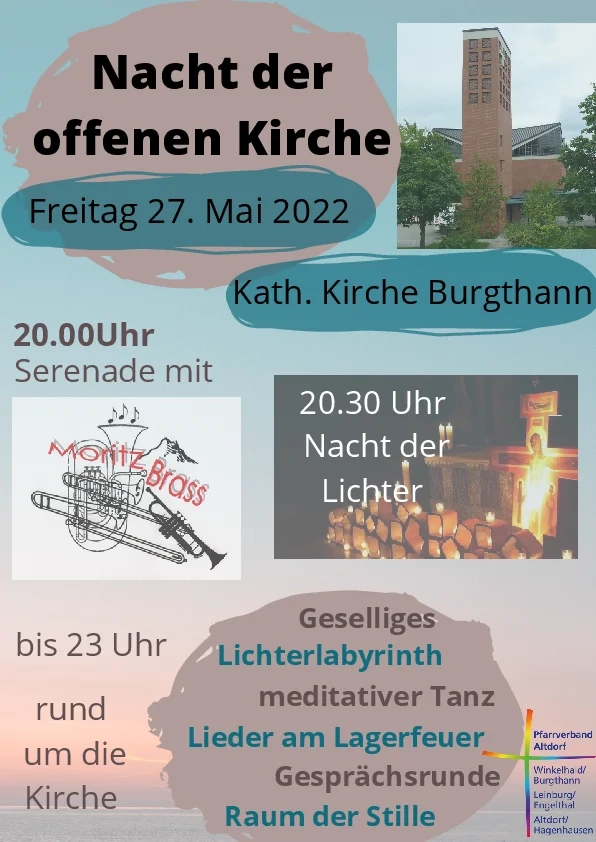 Nacht der
offenen Kirche
Freitag 27. Mai 2022
Kath. Kirche Burgthann
20.00Uhr
Serenade mit
Moritz Brass
20.30 Uhr
Nacht der
Lichter
bis 23 Uhr
rund
um die
Kirche
Geselliges
Lichterlabyrinth
meditativer Tanz
Lieder am Lagerfeuer
Gesprächsrunde
Raum der Stille
Pfarrverband
Altdorf
Winkelhaid/
Burgthann
Leinburg/
Engelthal
Altdorf/
Hagenhausen